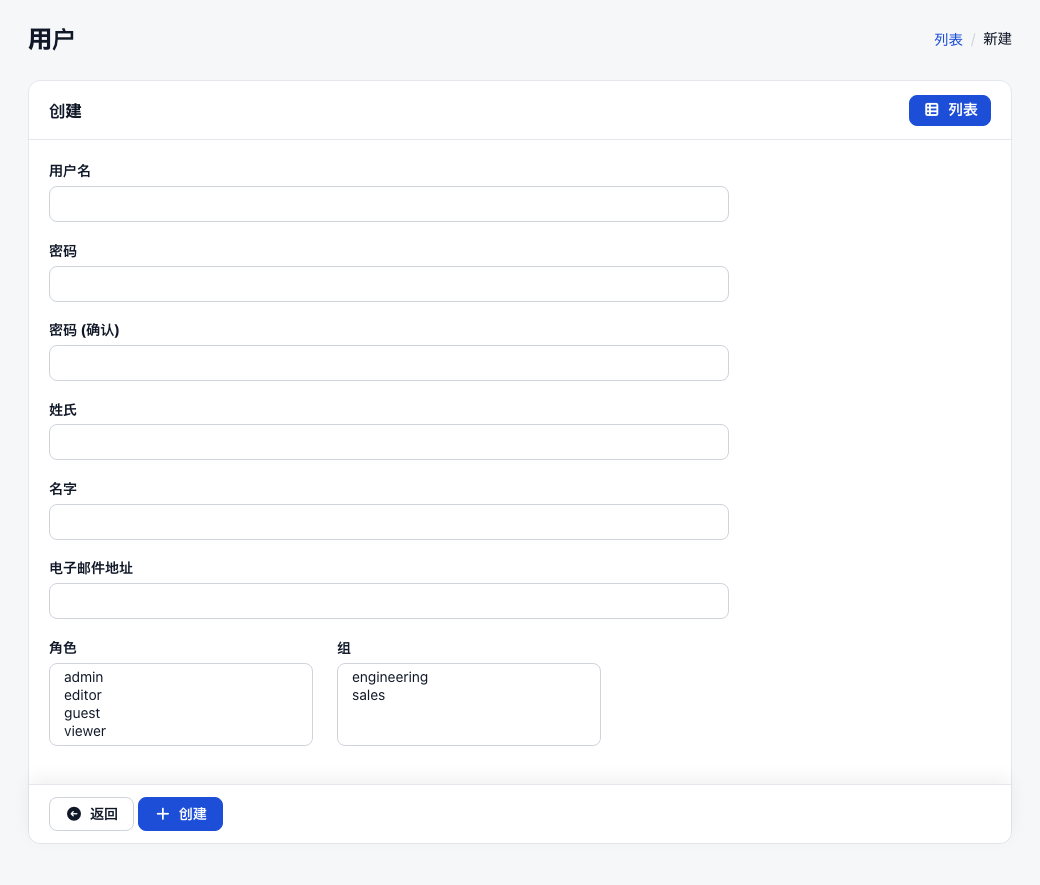 用户
列表 / 新建
创建
列表
用户名
密码
密码 (确认)
姓氏
名字
电子邮件地址
角色
组
admin
editor
guest
viewer
engineering
sales
返回
创建